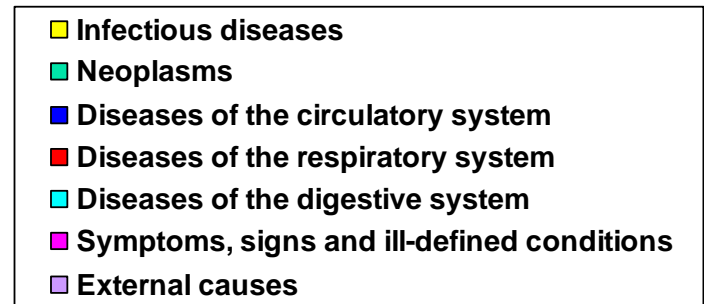 Infectious diseases
Neoplasms
Diseases of the circulatory system
Diseases of the respiratory system
Diseases of the digestive system
Symptoms, signs and ill-defined conditions
External causes